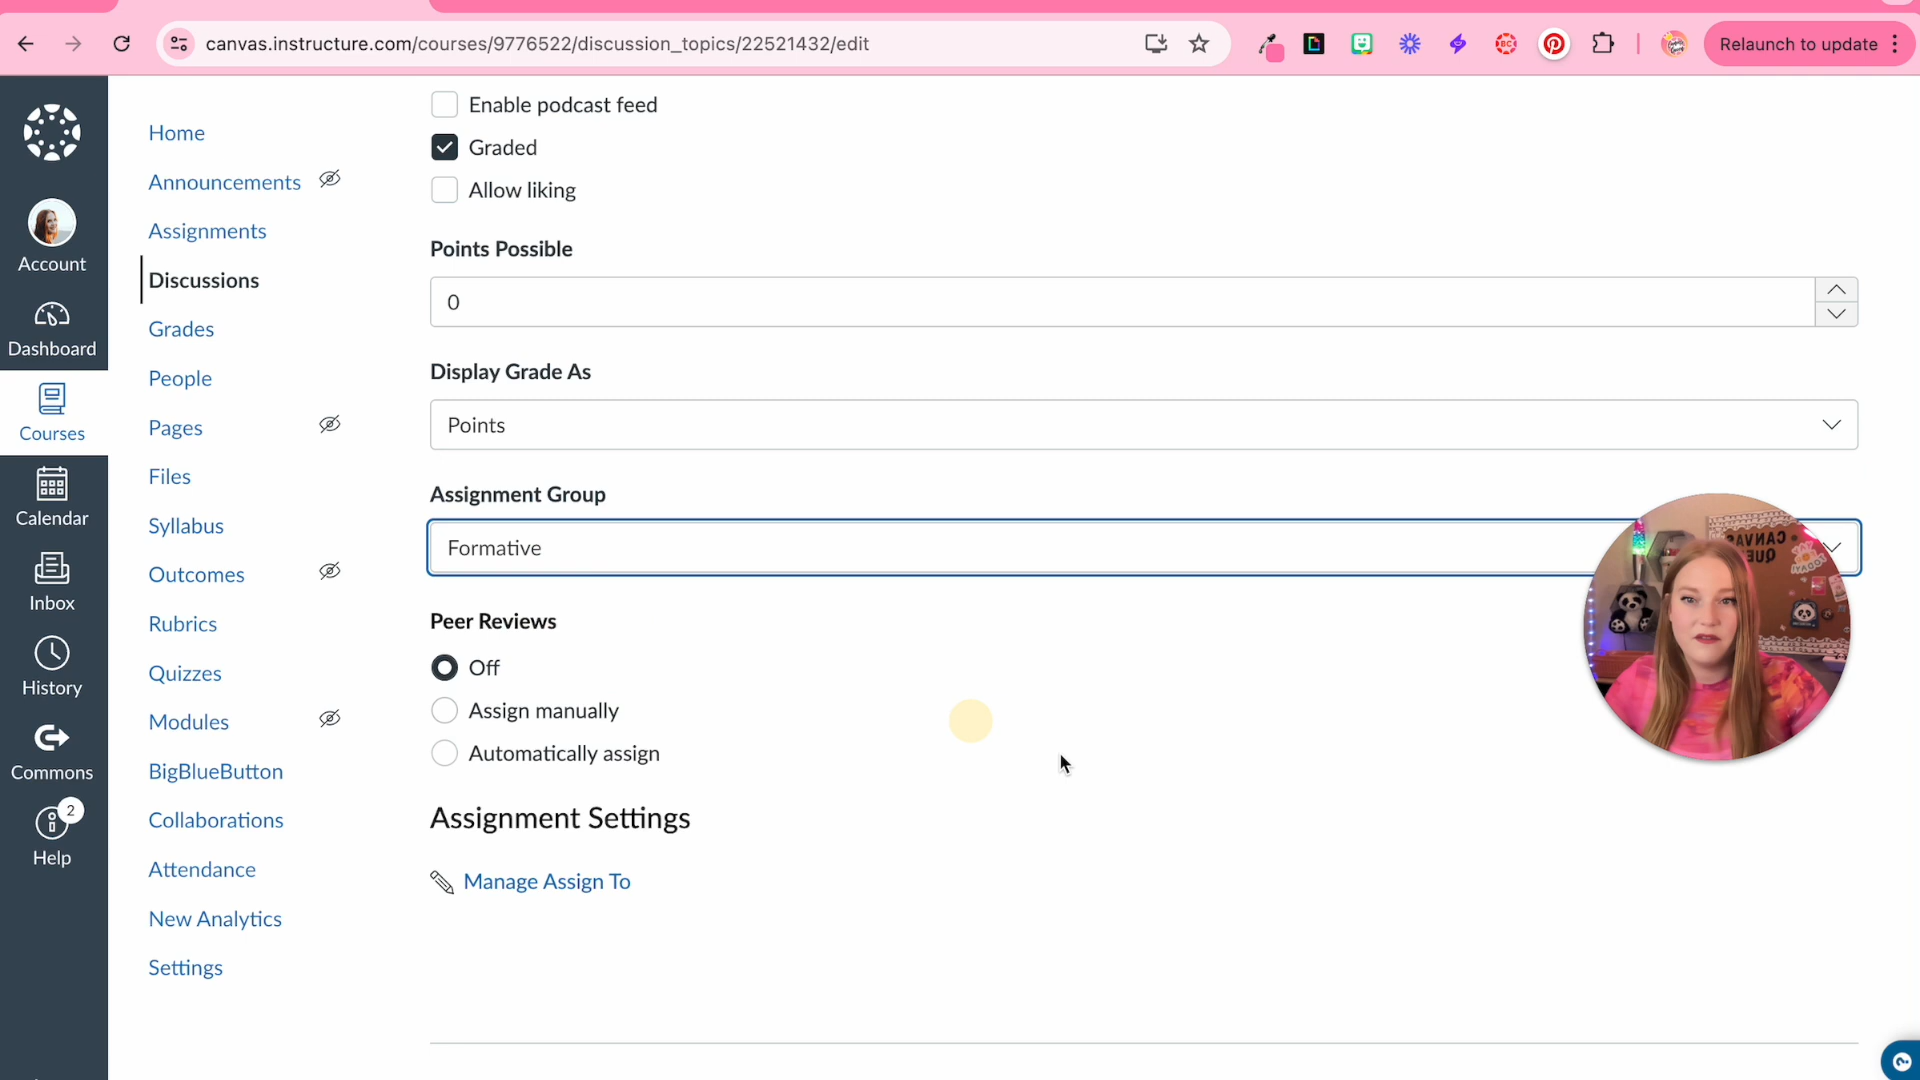 canvas.instructure.com/courses/9776522/discussion_topics/22521432/edit
BC
Relaunch to update
Account
Dashboard
Courses
Calendar
Inbox
History
Commons
2
Help
Home
Announcements
Assignments
Discussions
Grades
People
Pages
Files
Syllabus
Outcomes
Rubrics
Quizzes
Modules
BigBlueButton
Collaborations
Attendance
New Analytics
Settings
Enable podcast feed
Graded
Allow liking
Points Possible
0
Display Grade As
Points
Assignment Group
Formative
Peer Reviews
Off
Assign manually
Automatically assign
Assignment Settings
Manage Assign To